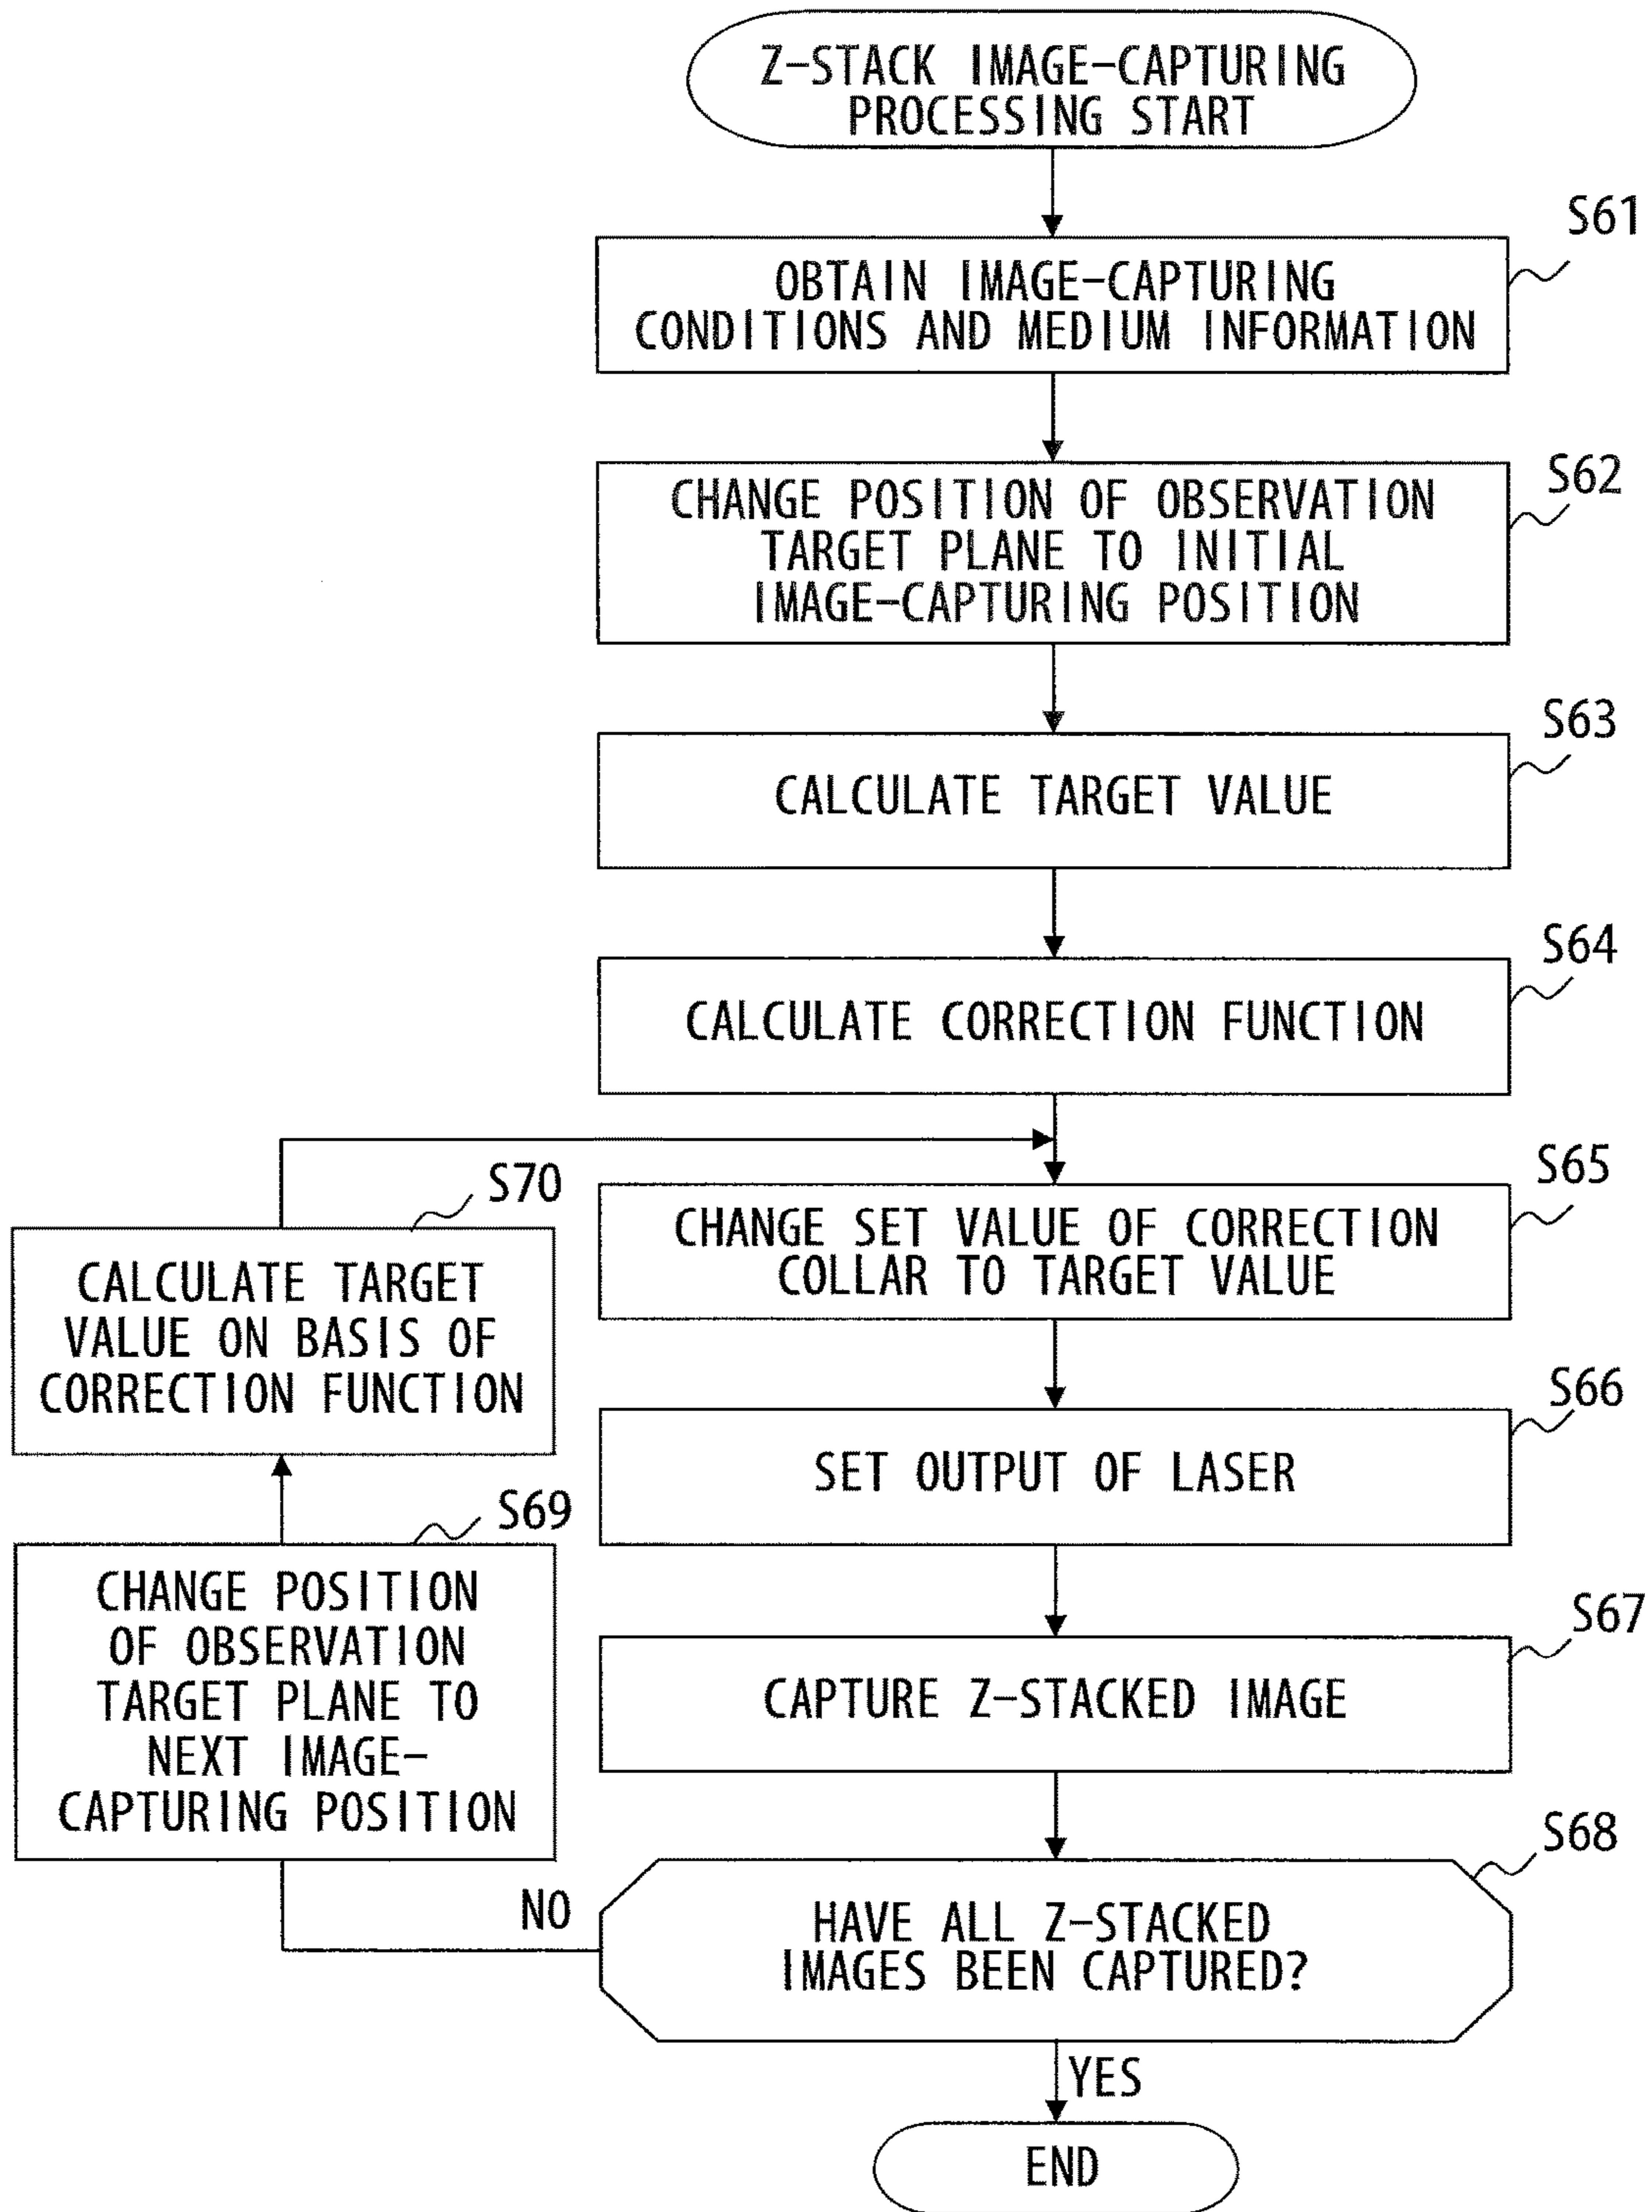 Z-STACK IMAGE-CAPTURING
PROCESSING START
S61
OBTAIN IMAGE-CAPTURING
CONDITIONS AND MEDIUM INFORMATION
S62
CHANGE POSITION OF OBSERVATION
TARGET PLANE TO INITIAL
IMAGE-CAPTURING POSITION
S63
CALCULATE TARGET VALUE
S64
CALCULATE CORRECTION FUNCTION
S65
CHANGE SET VALUE OF CORRECTION
COLLAR TO TARGET VALUE
S66
SET OUTPUT OF LASER
S67
CAPTURE Z-STACKED IMAGE
S68
HAVE ALL Z-STACKED
IMAGES BEEN CAPTURED?
NO
S69
CHANGE POSITION
OF OBSERVATION
TARGET PLANE TO
NEXT IMAGE-
CAPTURING POSITION
S70
CALCULATE TARGET
VALUE ON BASIS OF
CORRECTION FUNCTION
YES
END